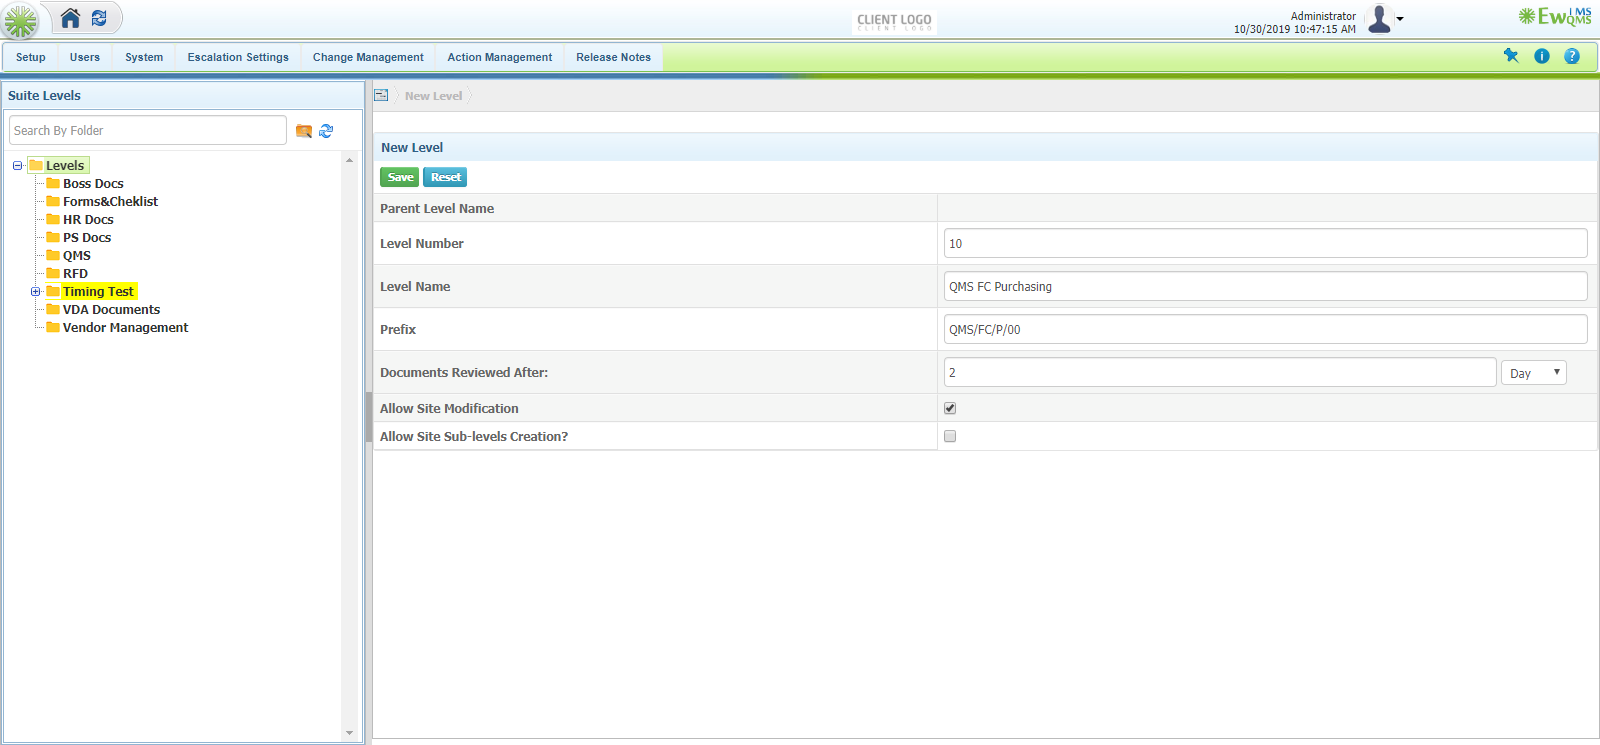 CLIENT LOGO
CLIENT LOGO
Administrator
10/30/2019 10:47:15 AM
EwQMS
IMS
Setup
Users
System
Escalation Settings
Change Management
Action Management
Release Notes
Suite Levels
Search By Folder
Levels
Boss Docs
Forms&Cheklist
HR Docs
PS Docs
QMS
RFD
Timing Test
VDA Documents
Vendor Management
New Level
New Level
Save
Reset
Parent Level Name
Level Number
10
Level Name
QMS FC Purchasing
Prefix
QMS/FC/P/00
Documents Reviewed After:
2
Day
Allow Site Modification
Allow Site Sub-levels Creation?